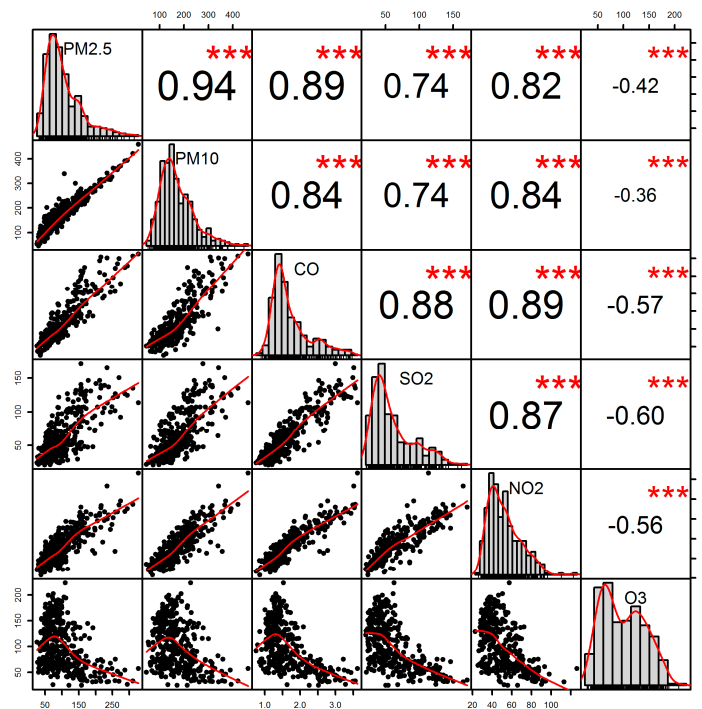 100 200 300 400 50 100 150 50 100 150 200
PM2.5 *** 0.94 *** 0.89 *** 0.74 *** 0.82 *** -0.42
100 200 300 400 PM10 *** 0.84 *** 0.74 *** 0.84 *** -0.36
CO *** 0.88 *** 0.89 *** -0.57
50 100 150 SO2 *** 0.87 *** -0.60
NO2 *** -0.56
50 100 150 200 O3
50 150 250 1.0 2.0 3.0 20 40 60 80 100